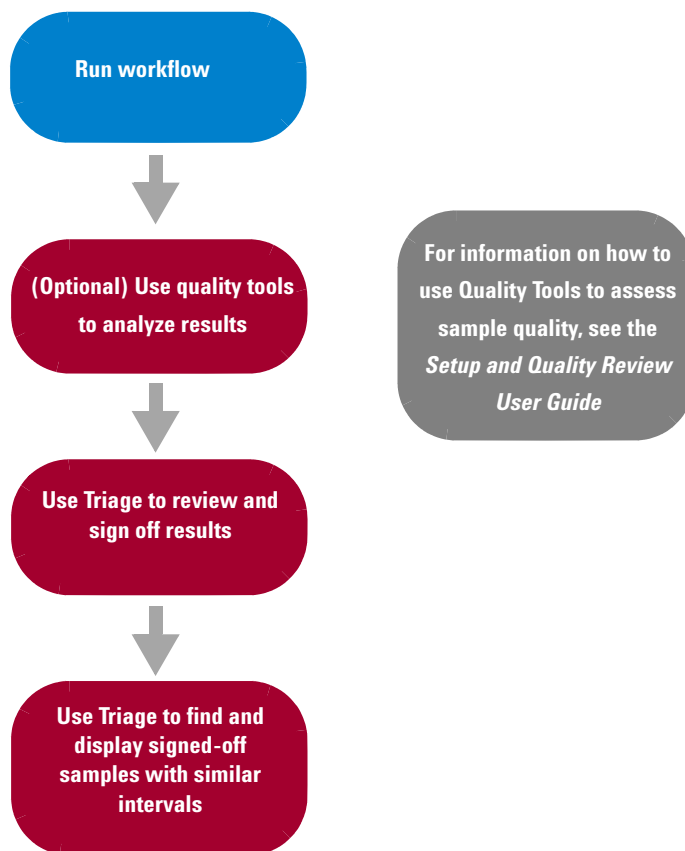 Run workflow
(Optional) Use quality tools
to analyze results
For information on how to
use Quality Tools to assess
sample quality, see the
Setup and Quality Review
User Guide
Use Triage to review and
sign off results
Use Triage to find and
display signed-off
samples with similar
intervals